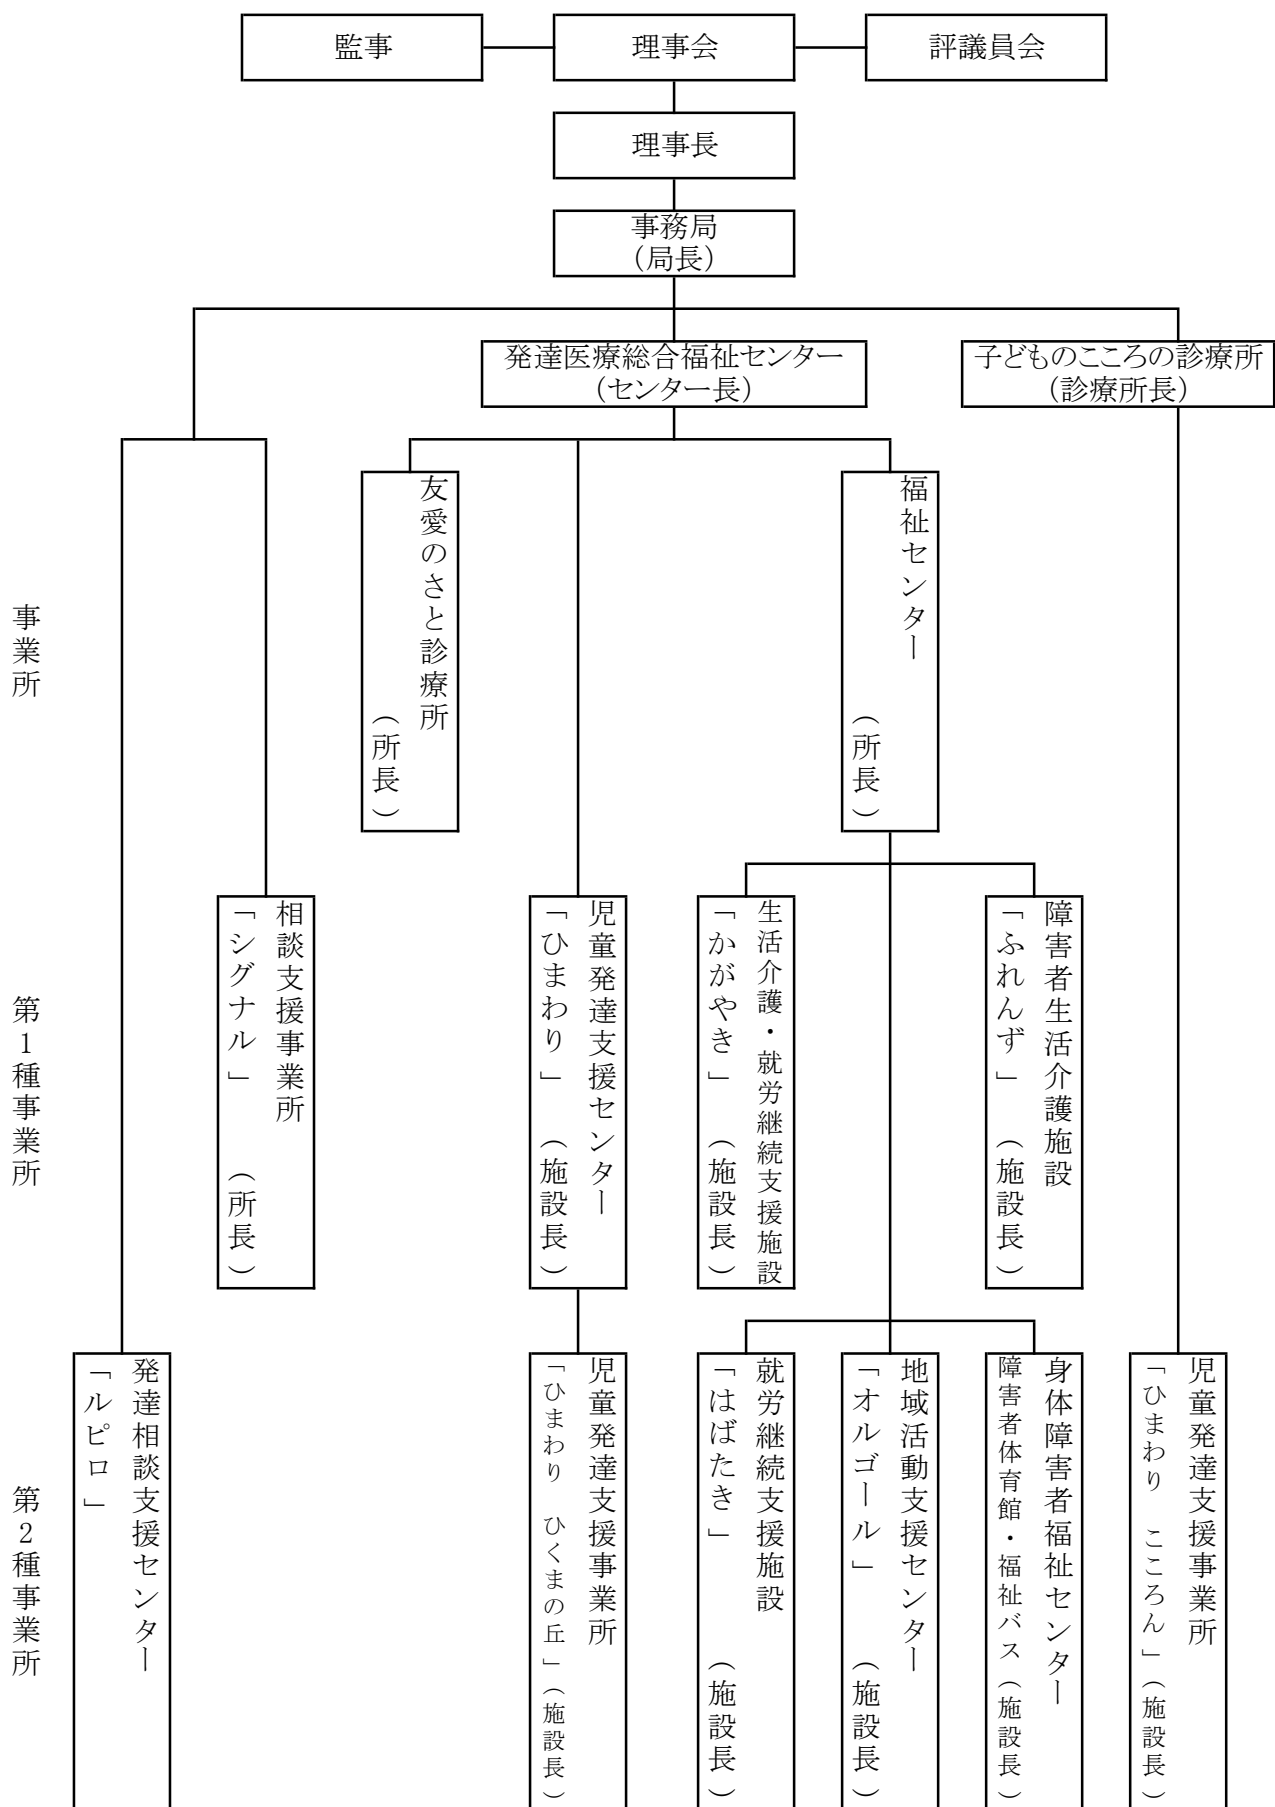 監事
理事会
評議員会
理事長
事務局
（局長）
発達医療総合福祉センター
（センター長）
子どものこころの診療所
（診療所長）
事業所
友愛のさと診療所
（所長）
福祉センター
（所長）
第1種事業所
相談支援事業所
「シグナル」　（所長）
児童発達支援センター
「ひまわり」（施設長）
生活介護・就労継続支援施設
「かがやき」（施設長）
障害者生活介護施設
「ふれんず」（施設長）
第2種事業所
発達相談支援センター
「ルピロ」
児童発達支援事業所
「ひまわり　ひくまの丘」（施設長）
就労継続支援施設
「はばたき」　（施設長）
地域活動支援センター
「オルゴール」　（施設長）
身体障害者福祉センター
障害者体育館・福祉バス（施設長）
児童発達支援事業所
「ひまわり　こころん」（施設長）